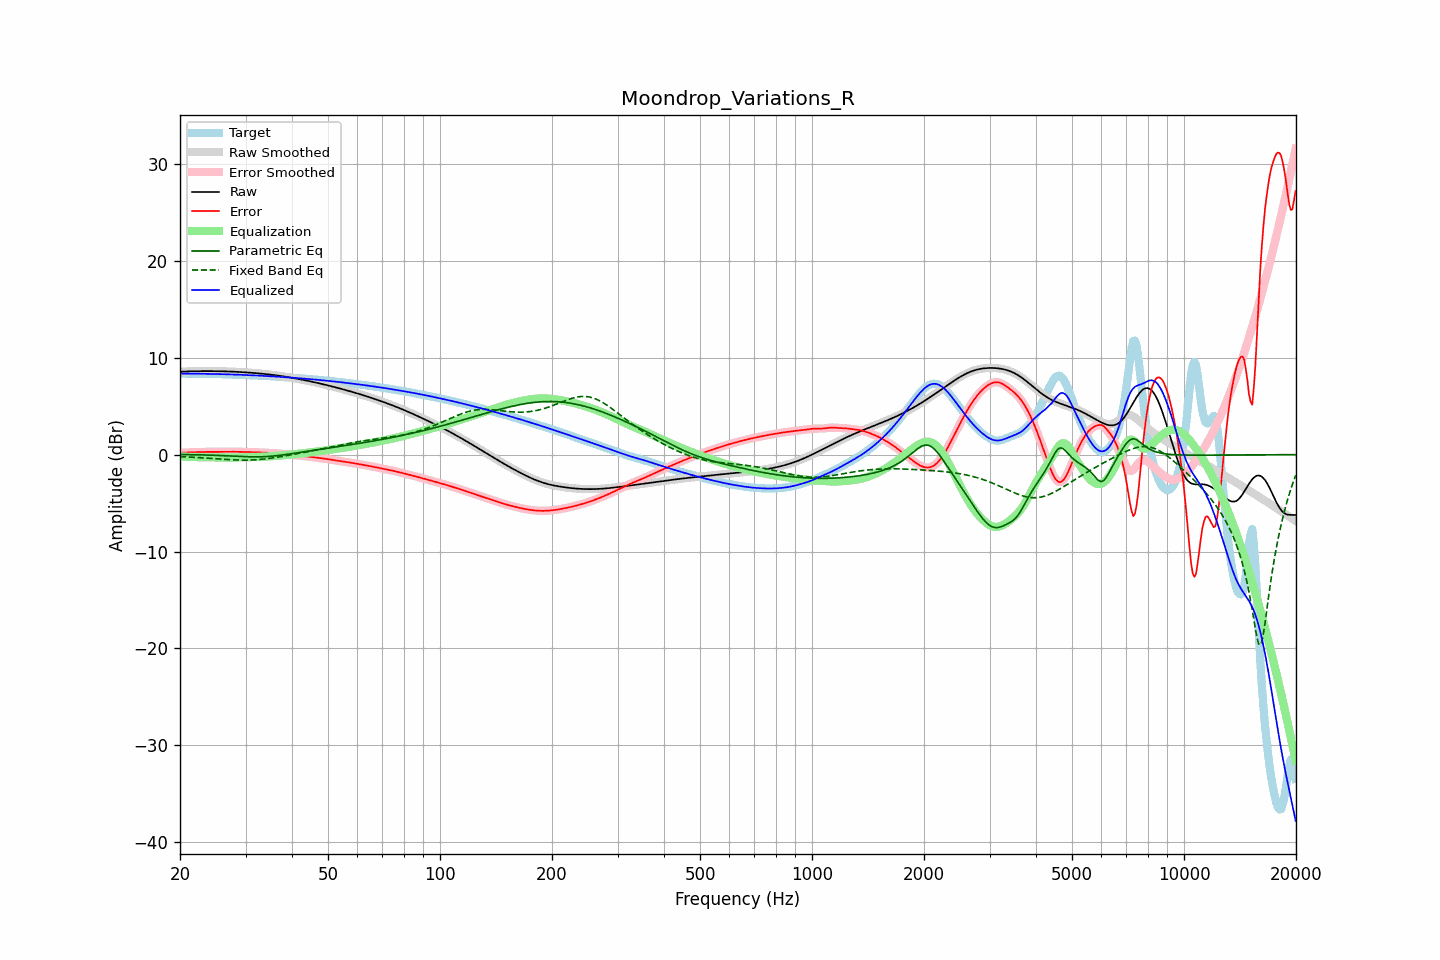 Moondrop_Variations_R
Target
Raw Smoothed
Error Smoothed
Raw
Error
Equalization
Parametric Eq
Fixed Band Eq
Equalized
Amplitude (dBr)
30
20
10
0
−10
−20
−30
−40
20
50
100
200
500
1000
2000
5000
10000
20000
Frequency (Hz)